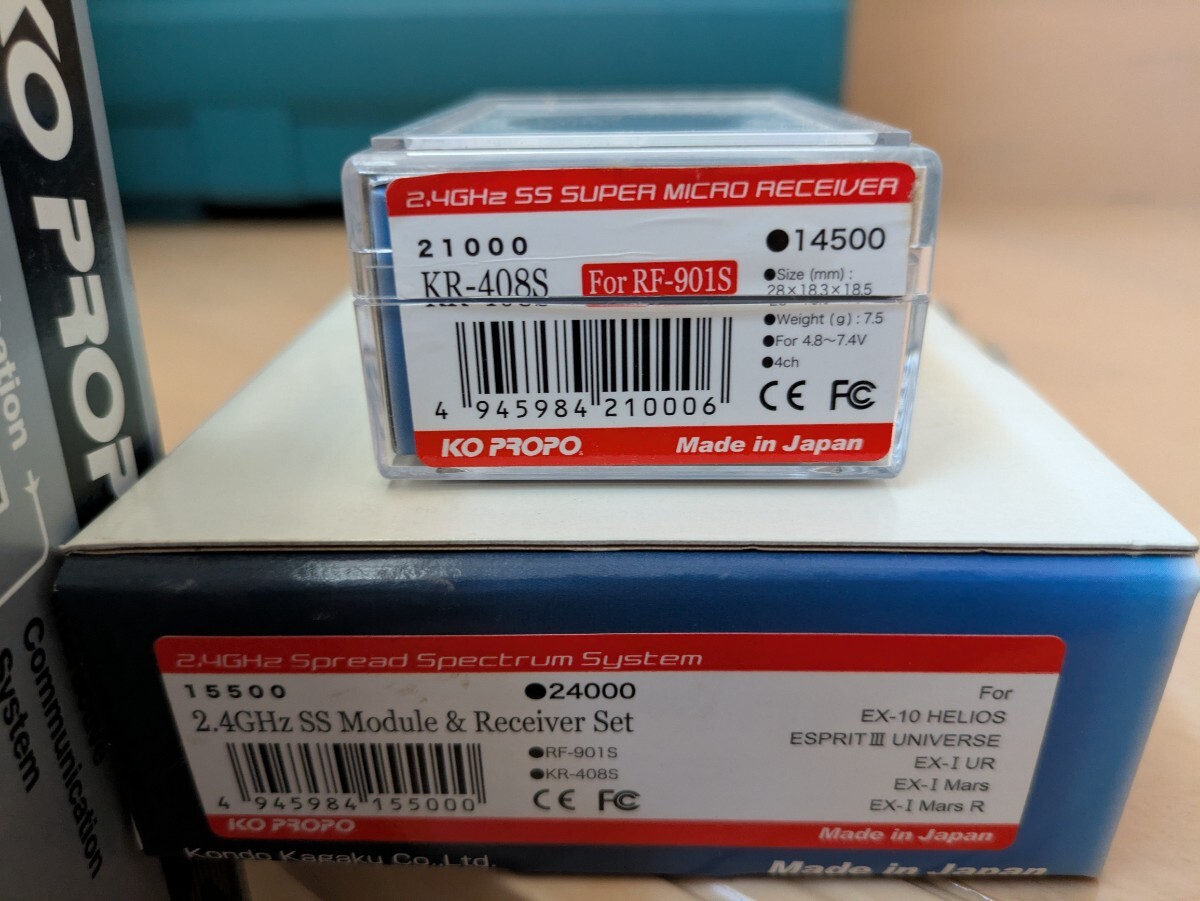 KO PROP
Communication
System
2.4GHz SS SUPER MICRO RECEIVER
21000
●14500
KR-408S
For RF-901S
●Size (mm) :
28×18.3×18.5
●Weight (g) : 7.5
●For 4.8〜7.4V
●4ch
CE FC
4 945984 210006
KO PROPO
Made in Japan
2.4GHz Spread Spectrum System
15500
●24000
2.4GHz SS Module & Receiver Set
●RF-901S
●KR-408S
CE FC
4 945984 155000
For
EX-10 HELIOS
ESPRIT III UNIVERSE
EX-I UR
EX-I Mars
EX-I Mars R
KO PROPO
Made in Japan
Kondo Kagaku Co.,Ltd.
Made in Japan